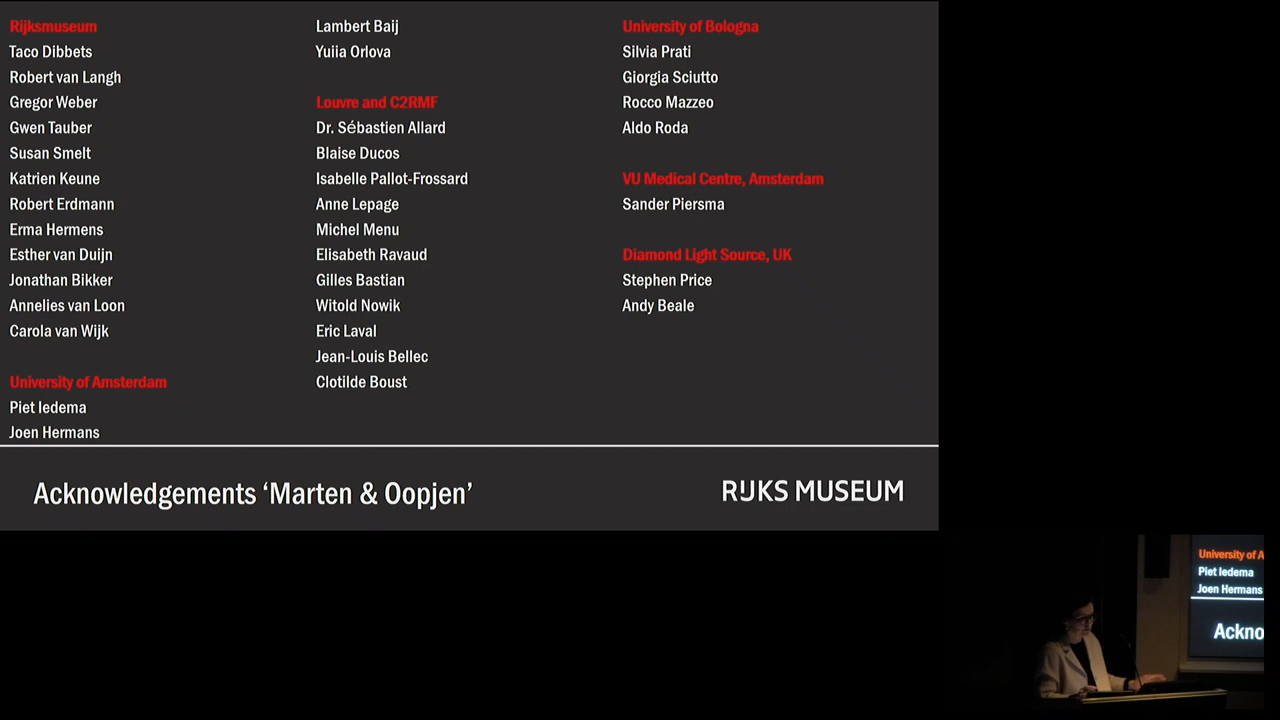 Rijksmuseum
Taco Dibbets
Robert van Langh
Gregor Weber
Gwen Tauber
Susan Smelt
Katrien Keune
Robert Erdmann
Erma Hermens
Esther van Duijn
Jonathan Bikker
Annelies van Loon
Carola van Wijk
University of Amsterdam
Piet Iedema
Joen Hermans
Lambert Baij
Yuiia Orlova
Louvre and C2RMF
Dr. Sébastien Allard
Blaise Ducos
Isabelle Pallot-Frossard
Anne Lepage
Michel Menu
Elisabeth Ravaud
Gilles Bastian
Witold Nowik
Eric Laval
Jean-Louis Bellec
Clotilde Boust
University of Bologna
Silvia Prati
Giorgia Sciutto
Rocco Mazzeo
Aldo Roda
VU Medical Centre, Amsterdam
Sander Piersma
Diamond Light Source, UK
Stephen Price
Andy Beale
Acknowledgements ‘Marten & Oopjen’
RIJKS MUSEUM
University of A
Piet Iedema
Joen Hermans
Ackno